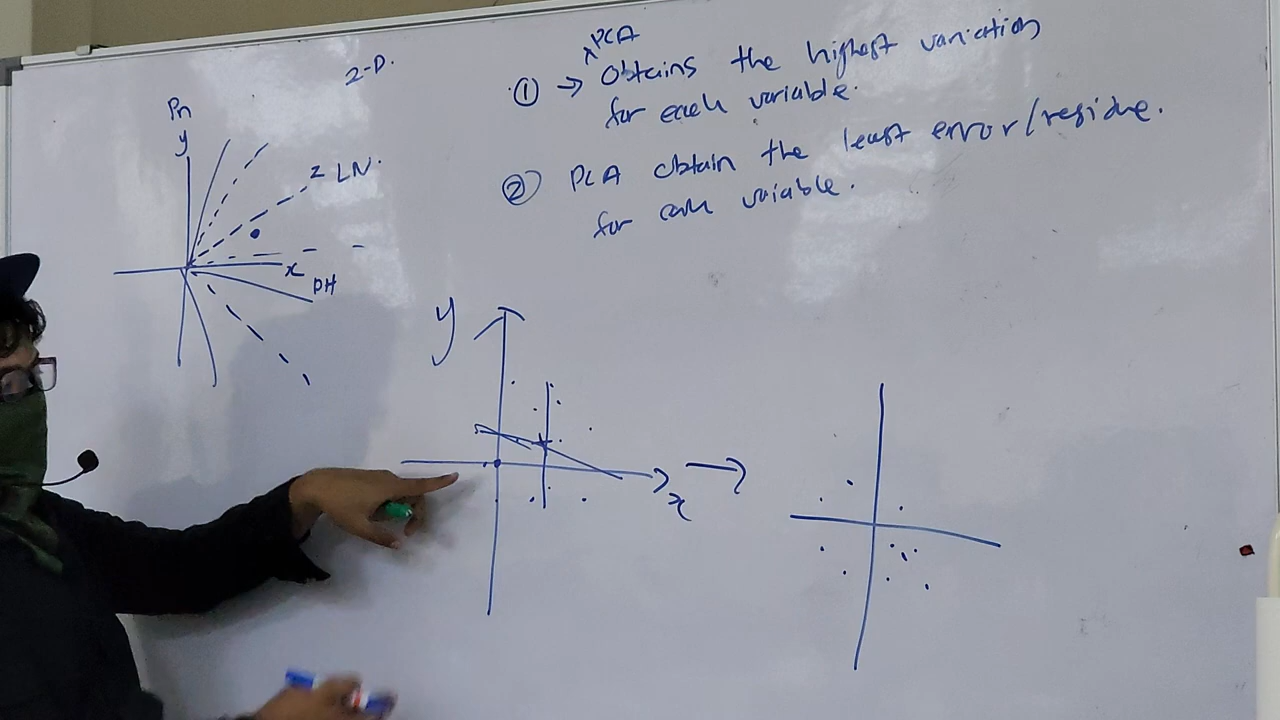 2-D.
Pn
y
z LN.
x
PH
① → PCA Obtains the highest variation
for each variable.
② PCA obtain the least error/residue.
for each variable.
y
x